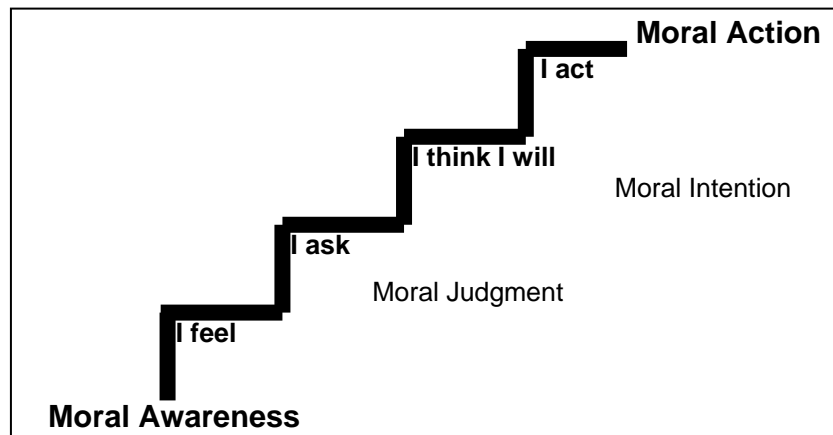 Moral Action
I act
I think I will
Moral Intention
I ask
Moral Judgment
I feel
Moral Awareness